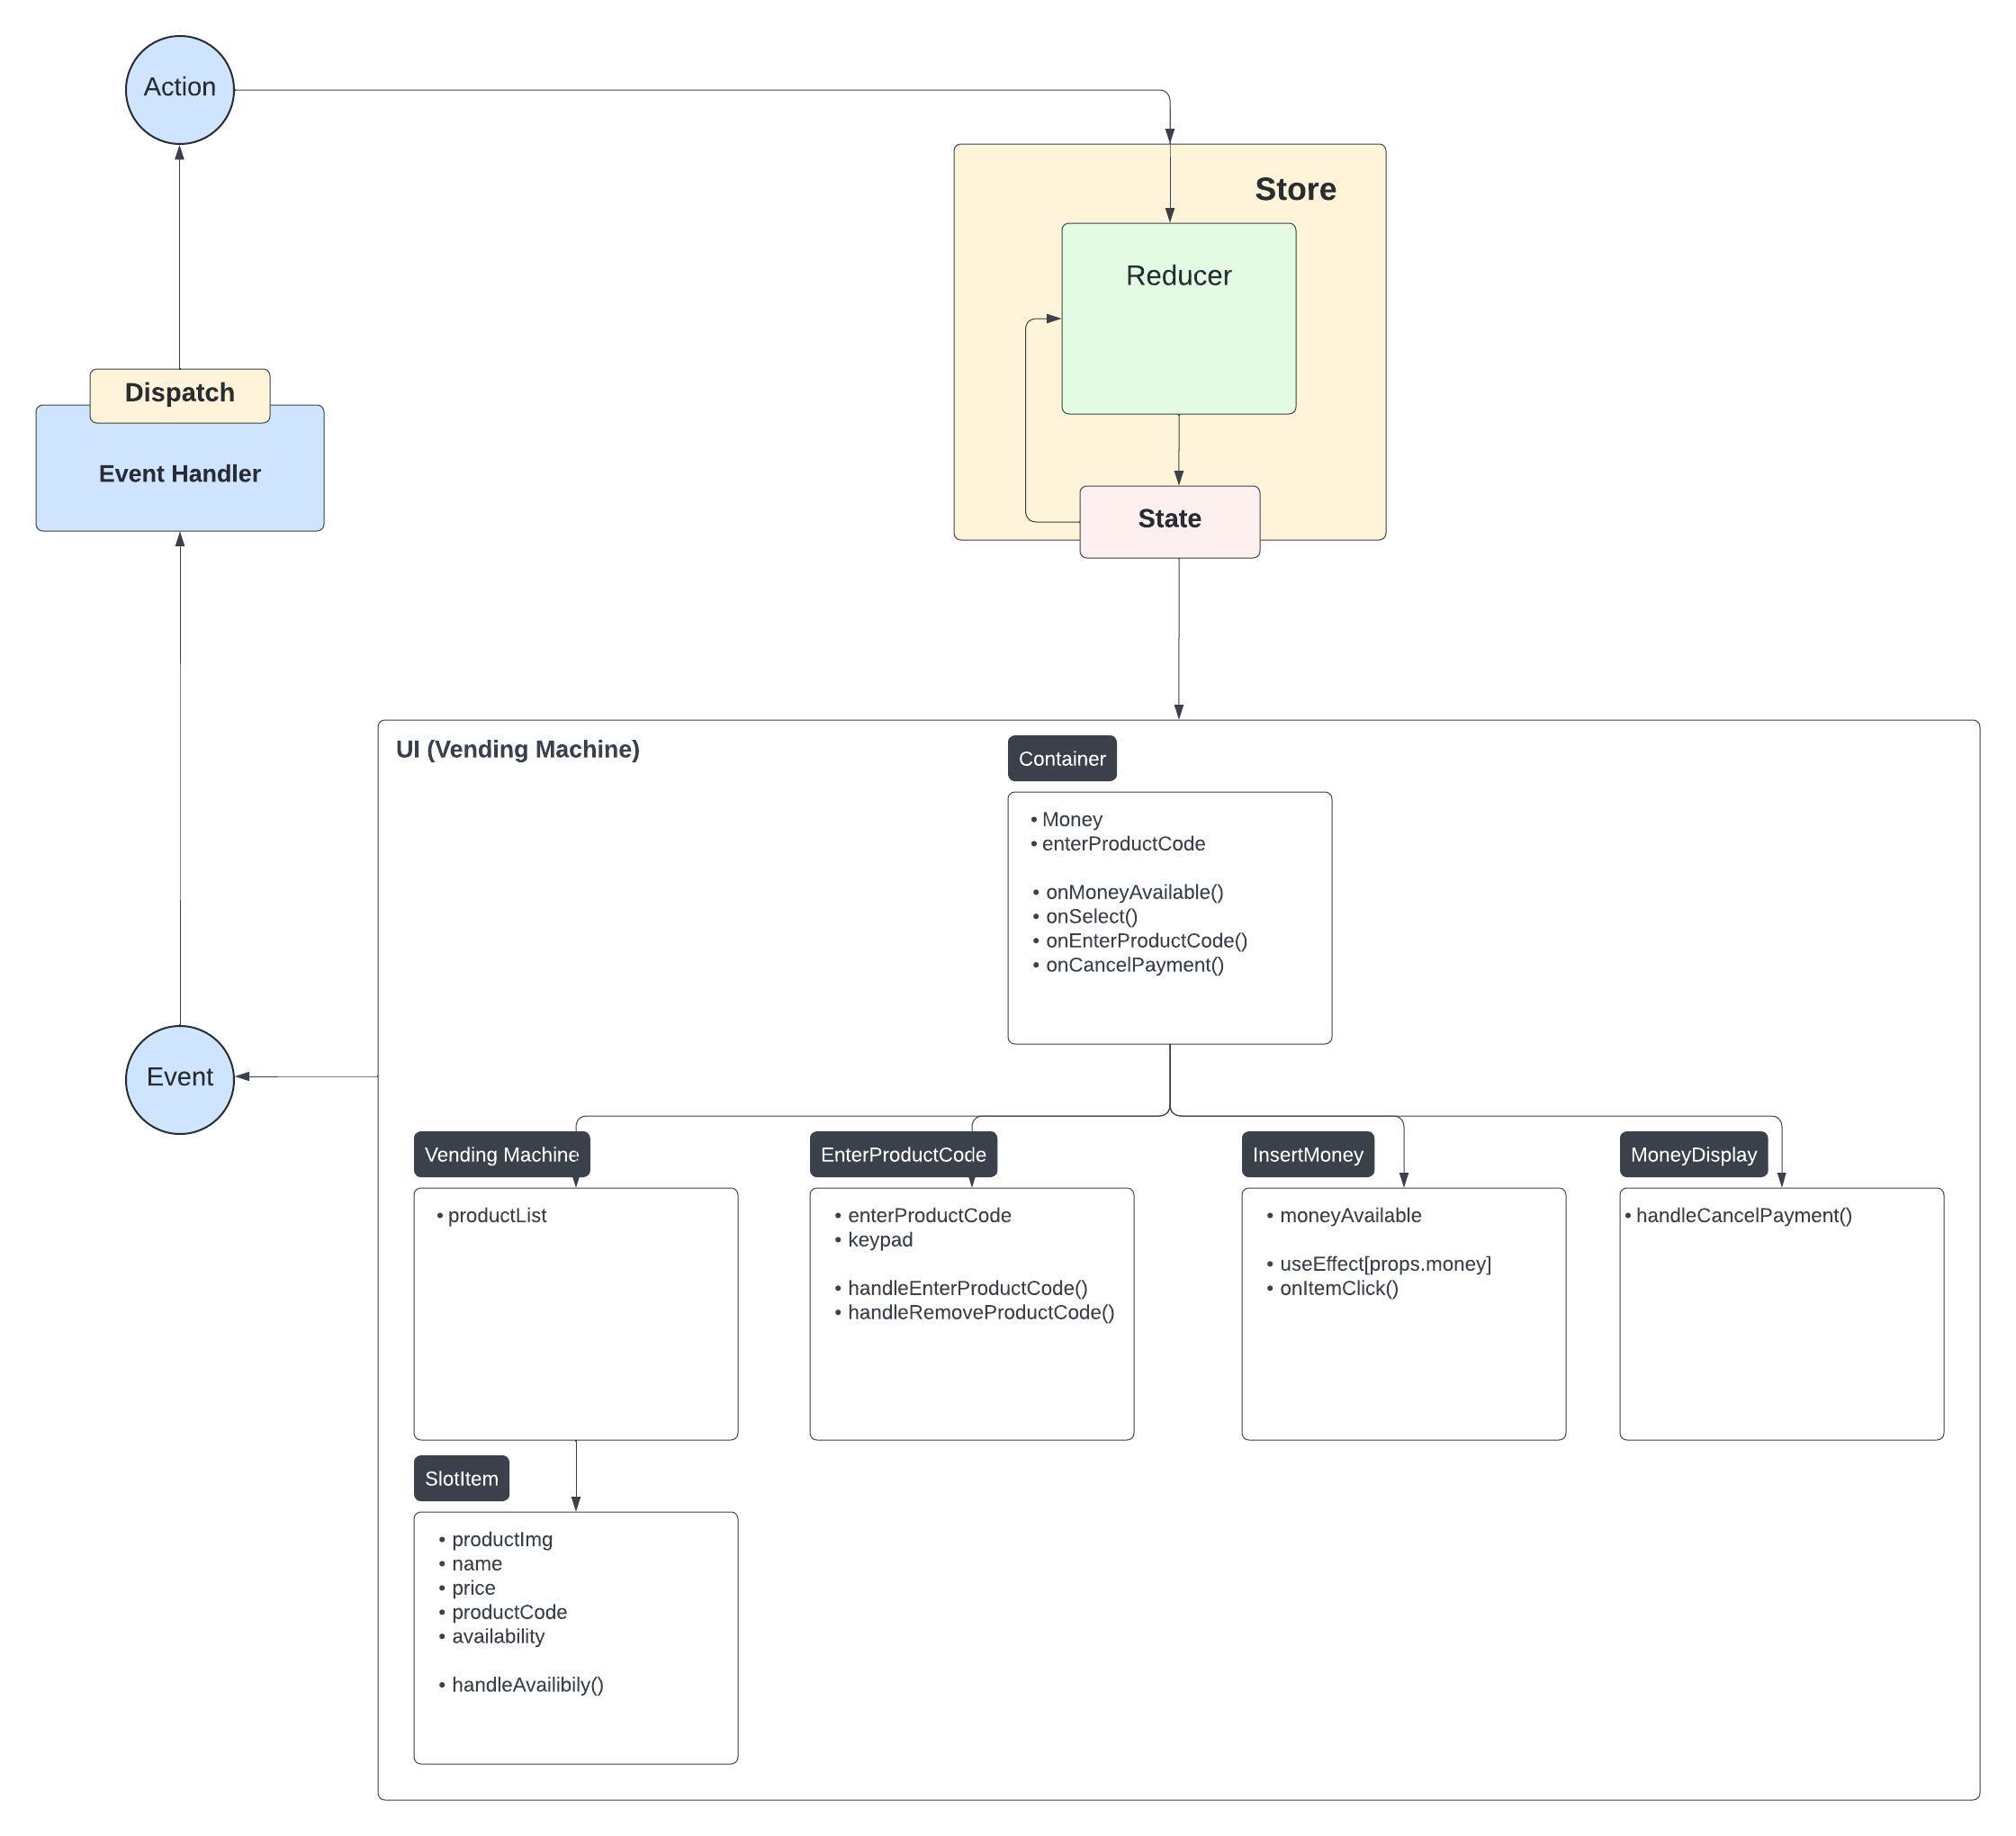 Action
Store
Reducer
Dispatch
Event Handler
State
UI (Vending Machine)
Container
• Money
• enterProductCode
• onMoneyAvailable()
• onSelect()
• onEnterProductCode()
• onCancelPayment()
Event
Vending Machine
• productList
EnterProductCode
• enterProductCode
• keypad
• handleEnterProductCode()
• handleRemoveProductCode()
InsertMoney
• moneyAvailable
• useEffect[props.money]
• onItemClick()
MoneyDisplay
• handleCancelPayment()
SlotItem
• productImg
• name
• price
• productCode
• availability
• handleAvailibily()